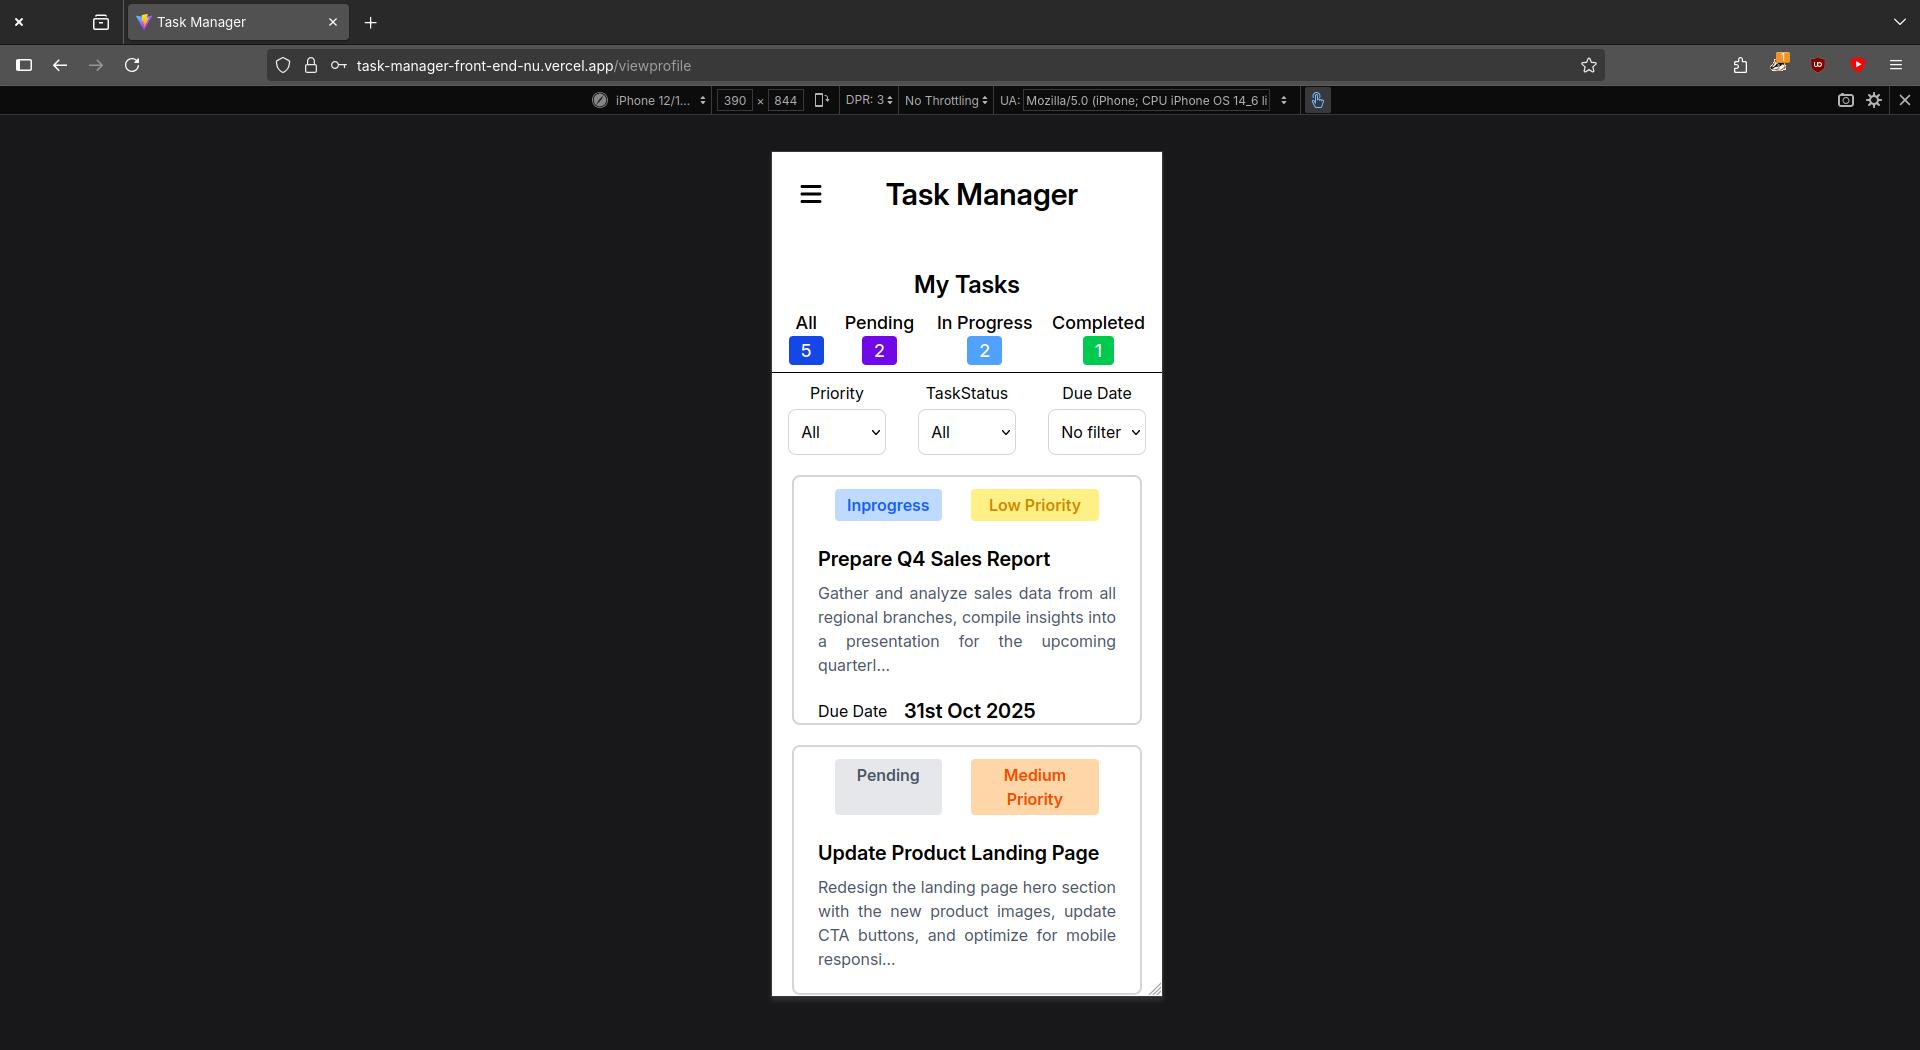 Task Manager
task-manager-front-end-nu.vercel.app/viewprofile
1
UD
iPhone 12/1...
390 × 844
DPR: 3
No Throttling
UA: Mozilla/5.0 (iPhone; CPU iPhone OS 14_6 li
Task Manager
My Tasks
All Pending In Progress Completed
5 2 2 1
Priority TaskStatus Due Date
All All No filter
Inprogress Low Priority
Prepare Q4 Sales Report
Gather and analyze sales data from all
regional branches, compile insights into
a presentation for the upcoming
quarterl...
Due Date 31st Oct 2025
Pending Medium
Priority
Update Product Landing Page
Redesign the landing page hero section
with the new product images, update
CTA buttons, and optimize for mobile
responsi...